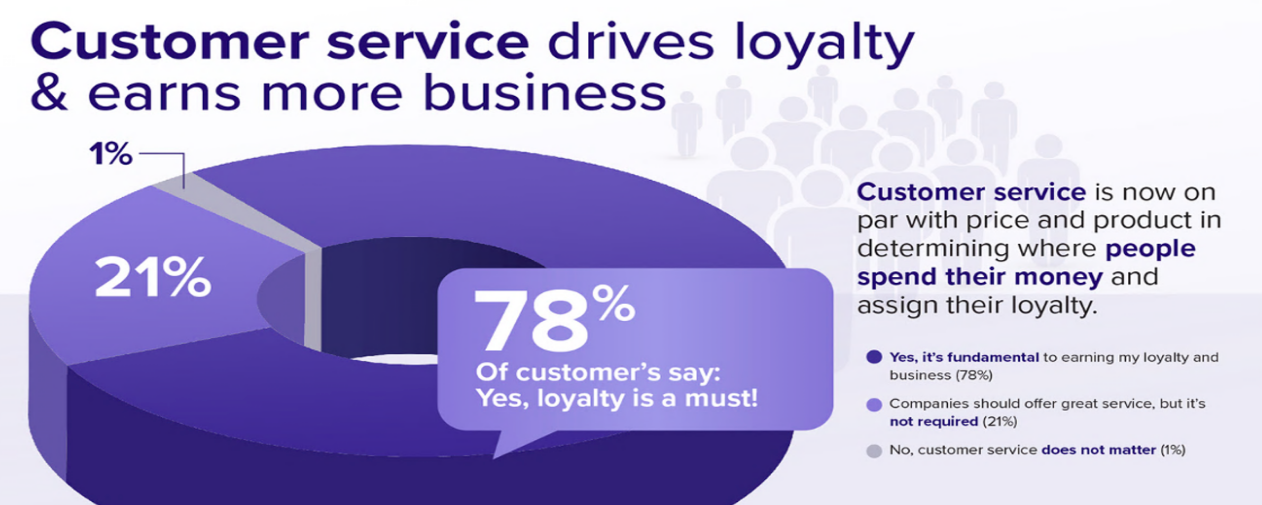 Customer service drives loyalty
& earns more business
1%
21%
78%
Of customer's say:
Yes, loyalty is a must!
Customer service is now on
par with price and product in
determining where people
spend their money and
assign their loyalty.
Yes, it's fundamental to earning my loyalty and
business (78%)
Companies should offer great service, but it's
not required (21%)
No, customer service does not matter (1%)